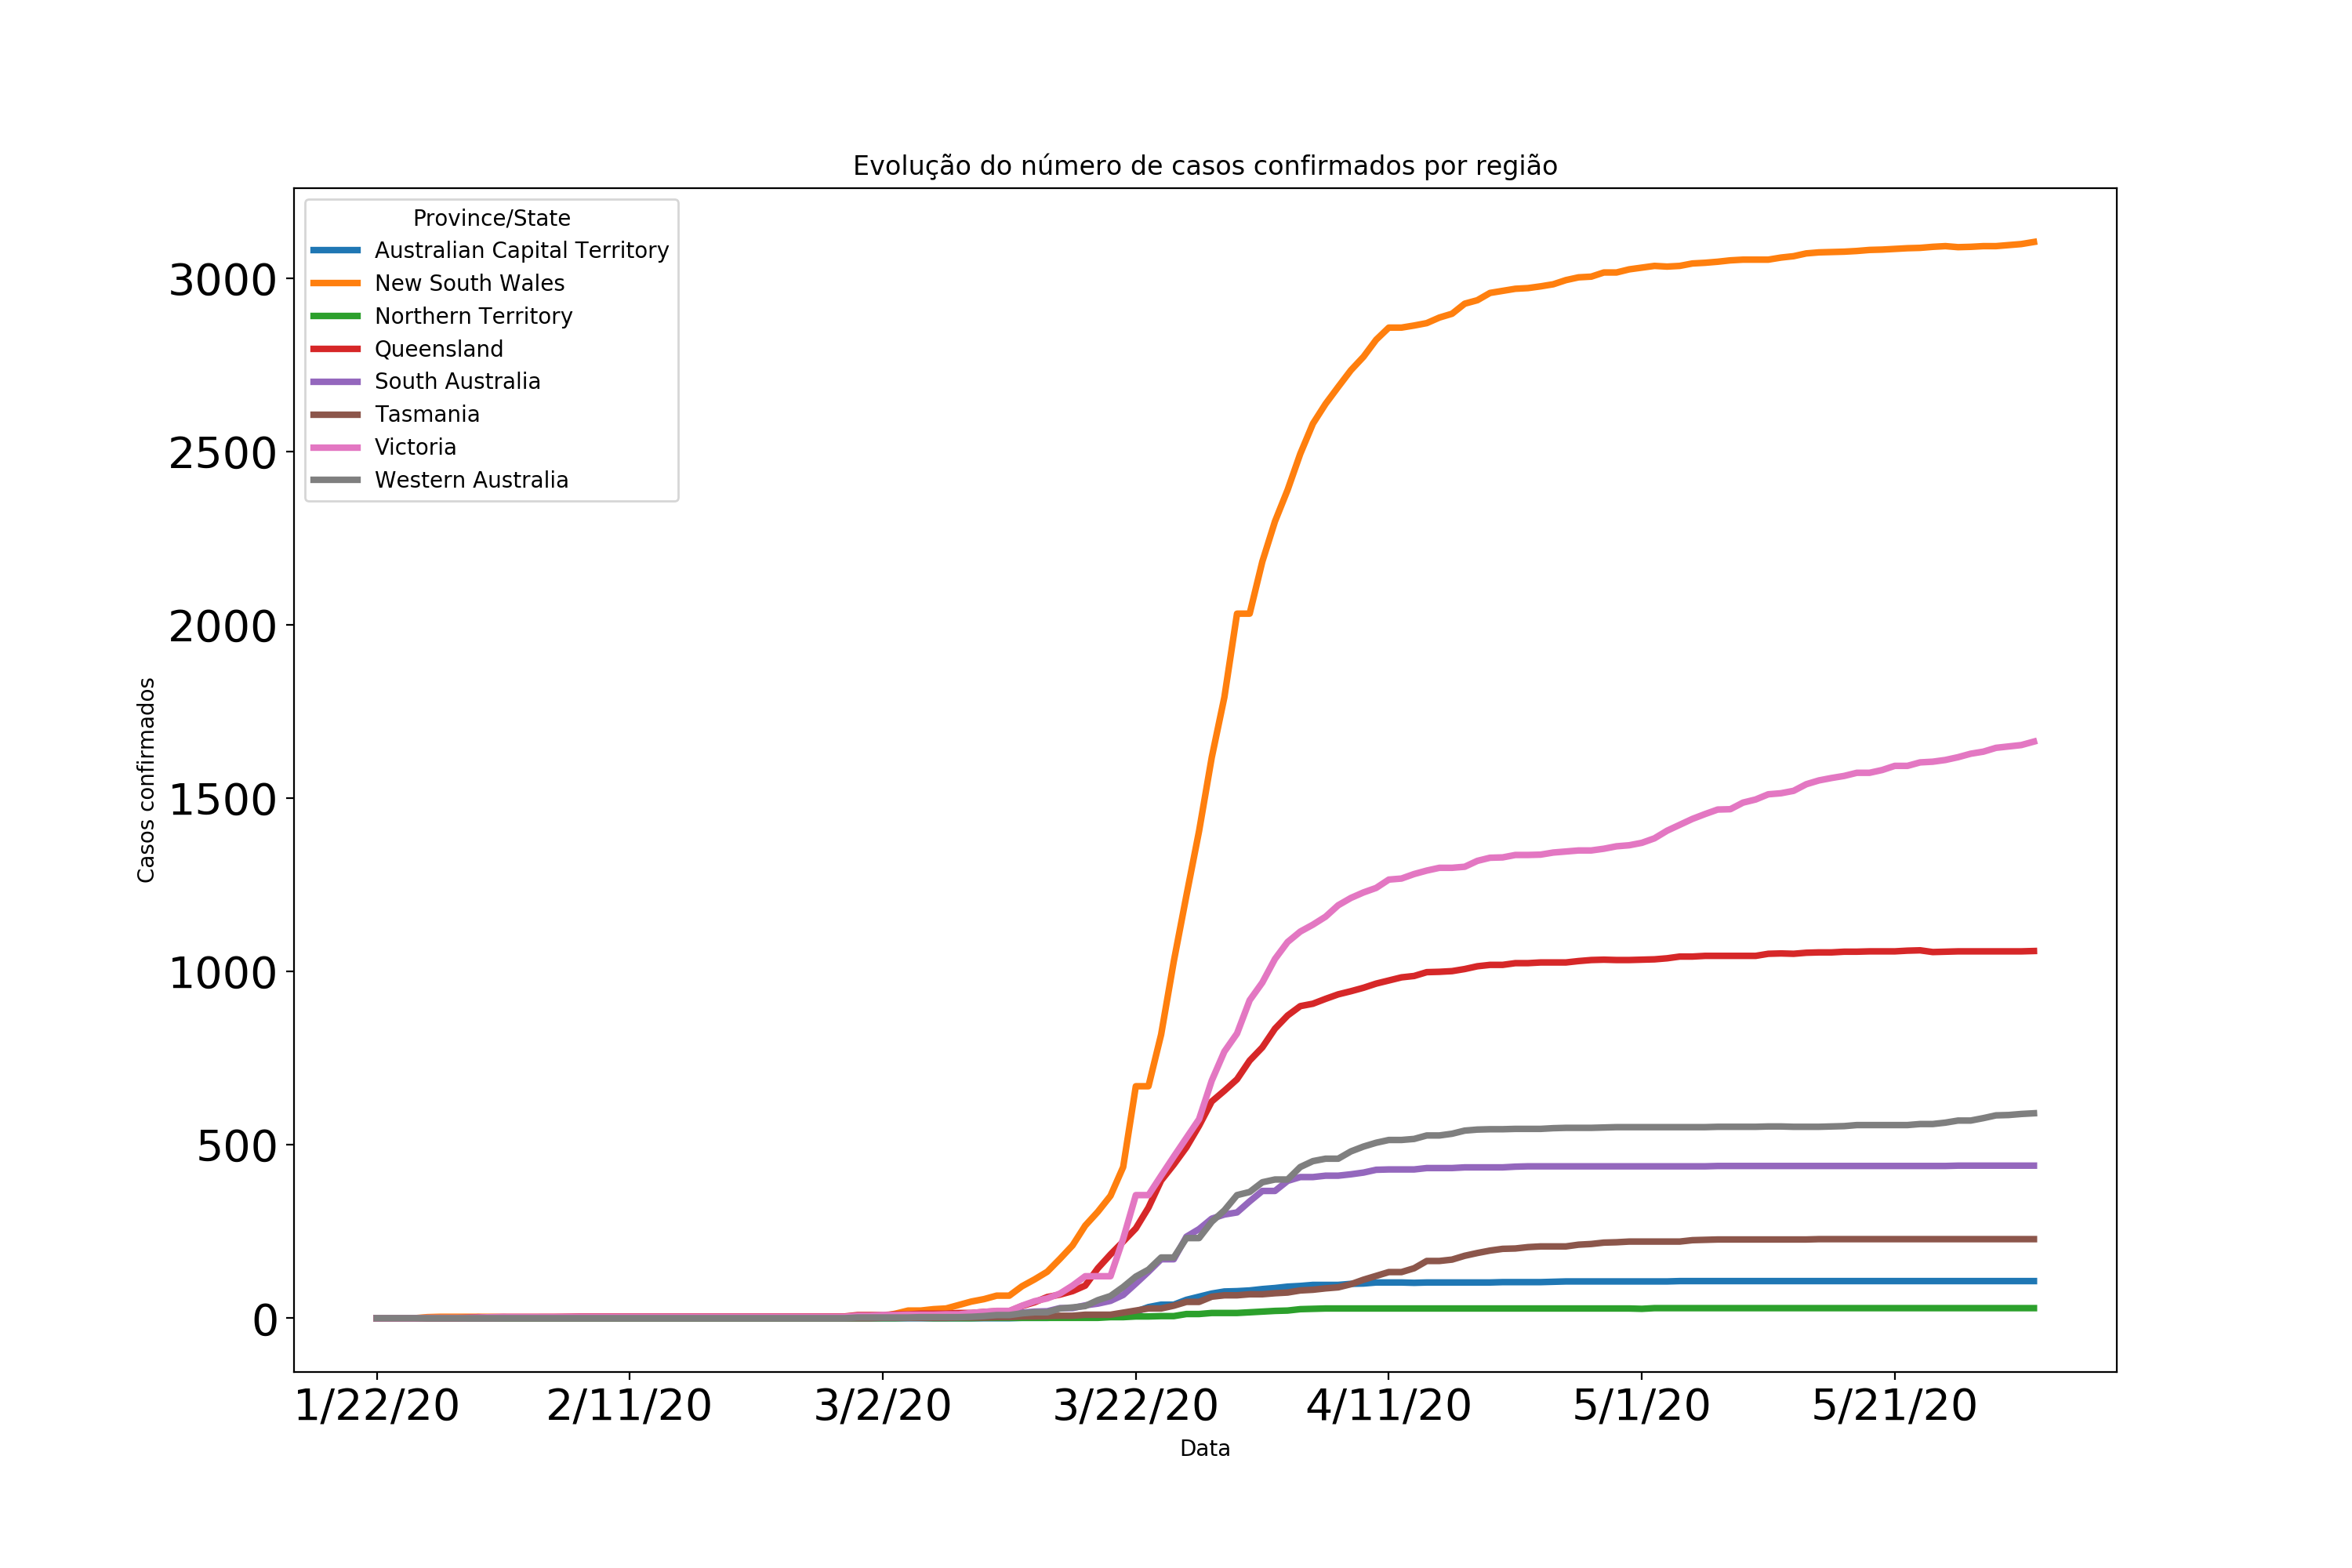 Evolução do número de casos confirmados por região
Province/State
Australian Capital Territory
New South Wales
Northern Territory
Queensland
South Australia
Tasmania
Victoria
Western Australia
3000
2500
2000
1500
1000
500
0
Casos confirmados
1/22/20 2/11/20 3/2/20 3/22/20 4/11/20 5/1/20 5/21/20
Data